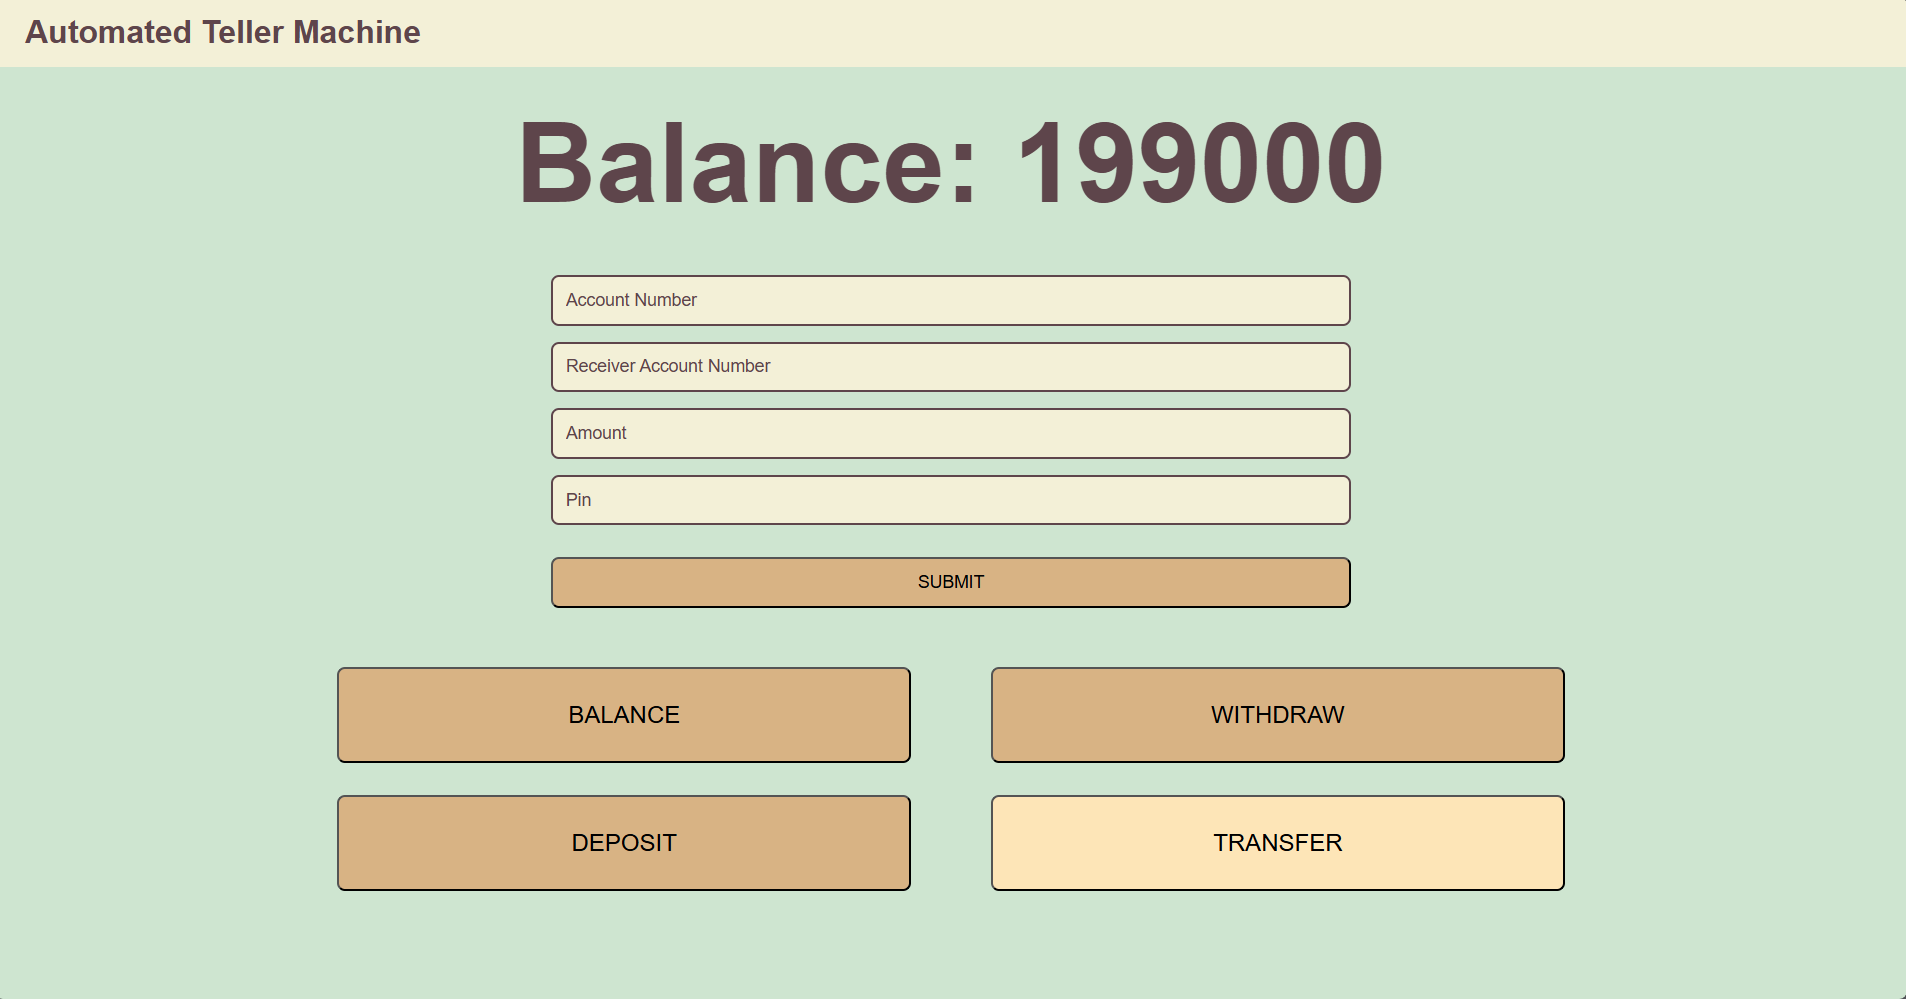 Automated Teller Machine
Balance: 199000
Account Number
Receiver Account Number
Amount
Pin
SUBMIT
BALANCE
WITHDRAW
DEPOSIT
TRANSFER